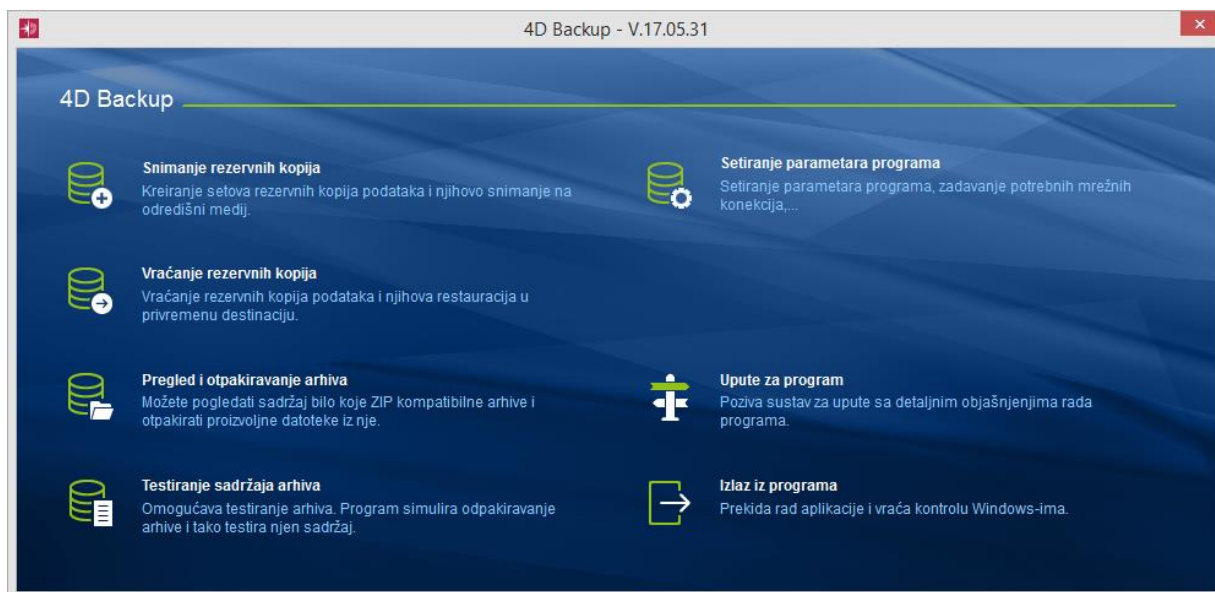 4D Backup - V.17.05.31
4D Backup
Snimanje rezervnih kopija
Kreiranje setova rezervnih kopija podataka i njihovo snimanje na
odredišni medij.
Setiranje parametara programa
Setiranje parametara programa, zadavanje potrebnih mrežnih
konekcija,...
Vraćanje rezervnih kopija
Vraćanje rezervnih kopija podataka i njihova restauracija u
privremenu destinaciju.
Pregled i otpakiravanje arhiva
Možete pogledati sadržaj bilo koje ZIP kompatibilne arhive i
otpakirati proizvoljne datoteke iz nje.
Upute za program
Poziva sustav za upute sa detaljnim objašnjenjima rada
programa.
Testiranje sadržaja arhiva
Omogućava testiranje arhiva. Program simulira odpakiravanje
arhive i tako testira njen sadržaj.
Izlaz iz programa
Prekida rad aplikacije i vraća kontrolu Windows-ima.